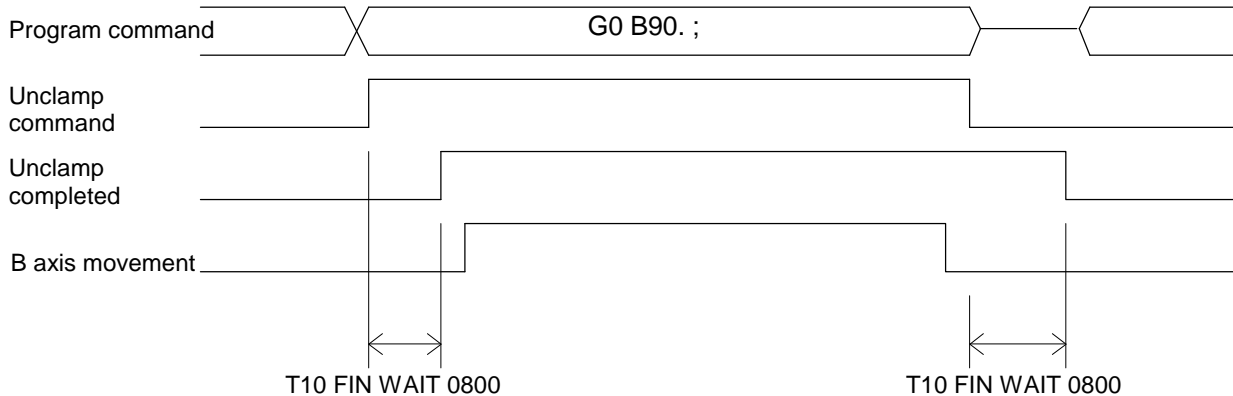 Program command
G0 B90. ;
Unclamp
command
Unclamp
completed
B axis movement
T10 FIN WAIT 0800
T10 FIN WAIT 0800